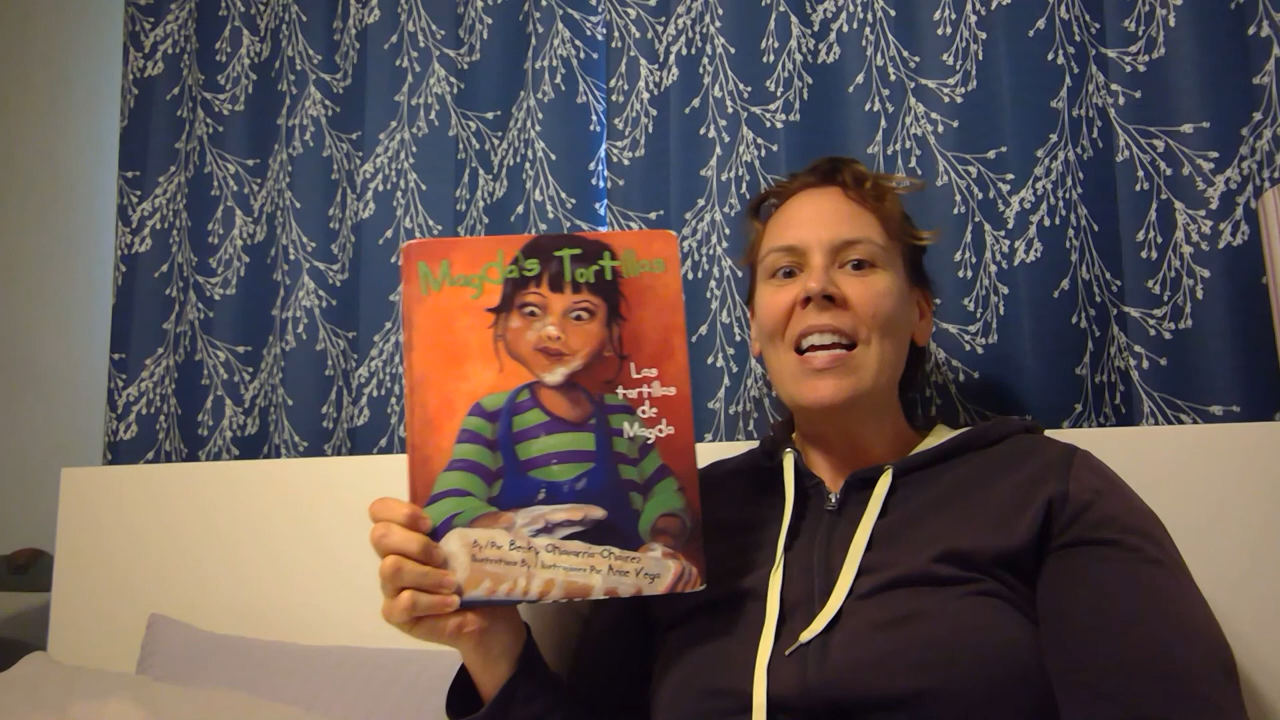 Magda's Tortillas
Las
tortillas
de
Magda
By / Por Becky Chavarría-Cháirez
Illustrations By / Ilustraciones Por Anne Vega